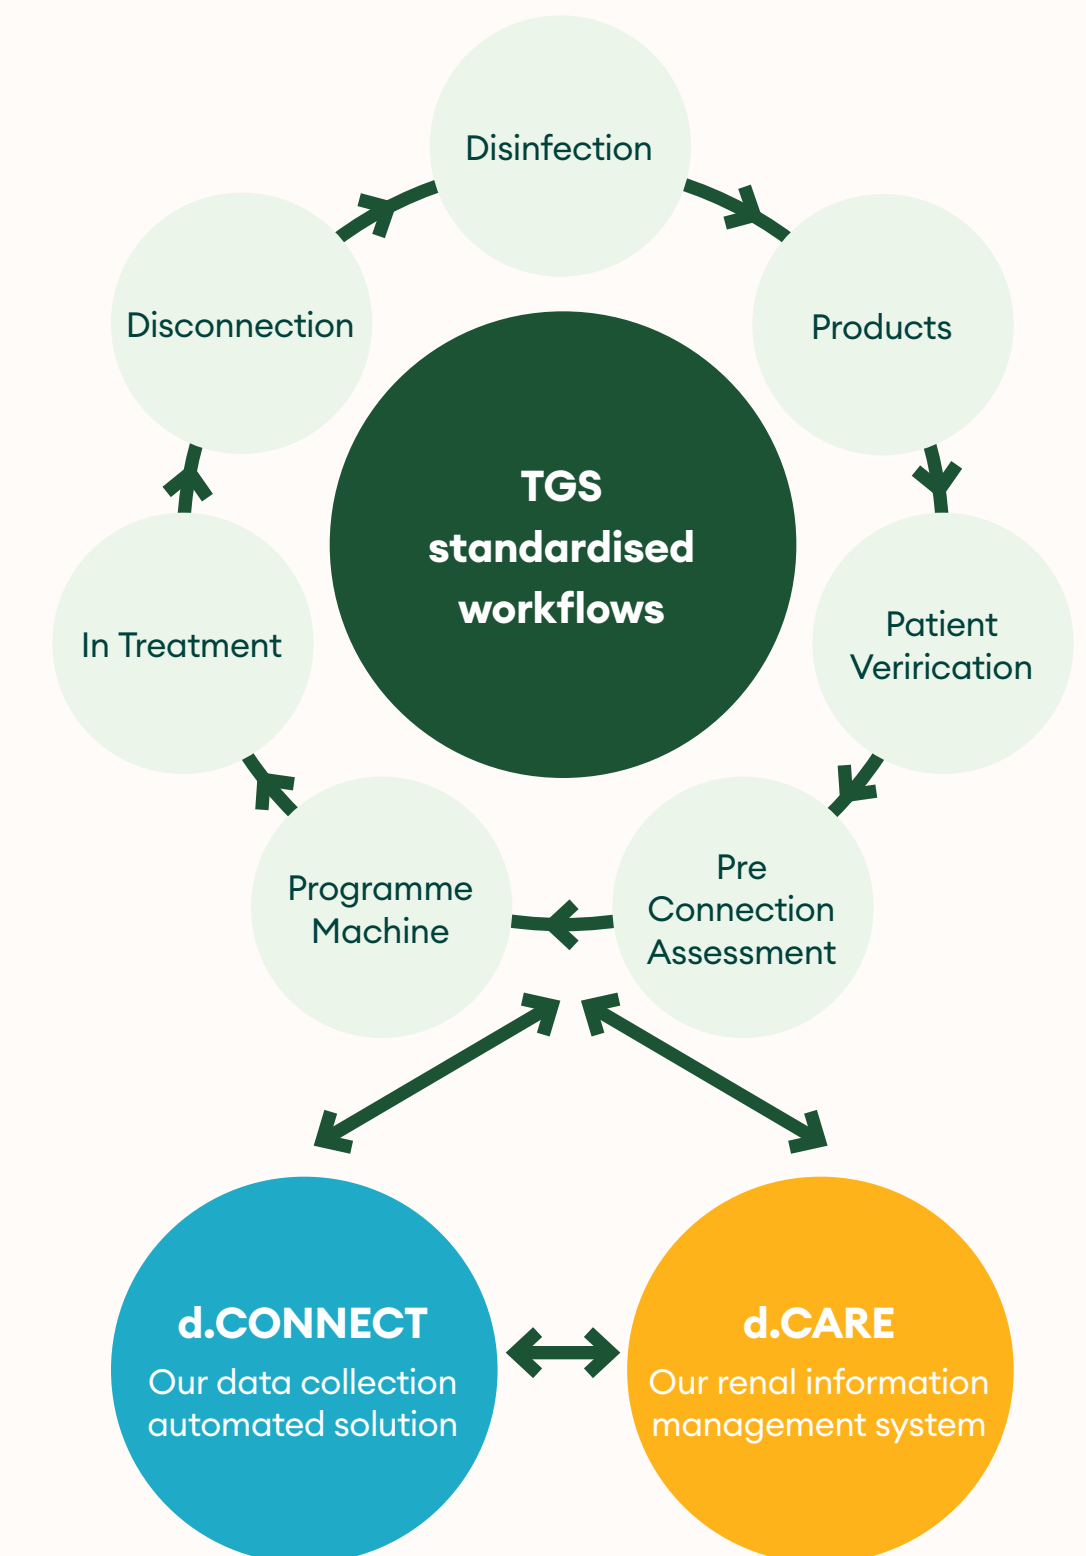 Disinfection
Products
Patient
Verirication
Pre
Connection
Assessment
Programme
Machine
In Treatment
Disconnection
TGS
standardised
workflows
d.CONNECT
Our data collection
automated solution
d.CARE
Our renal information
management system